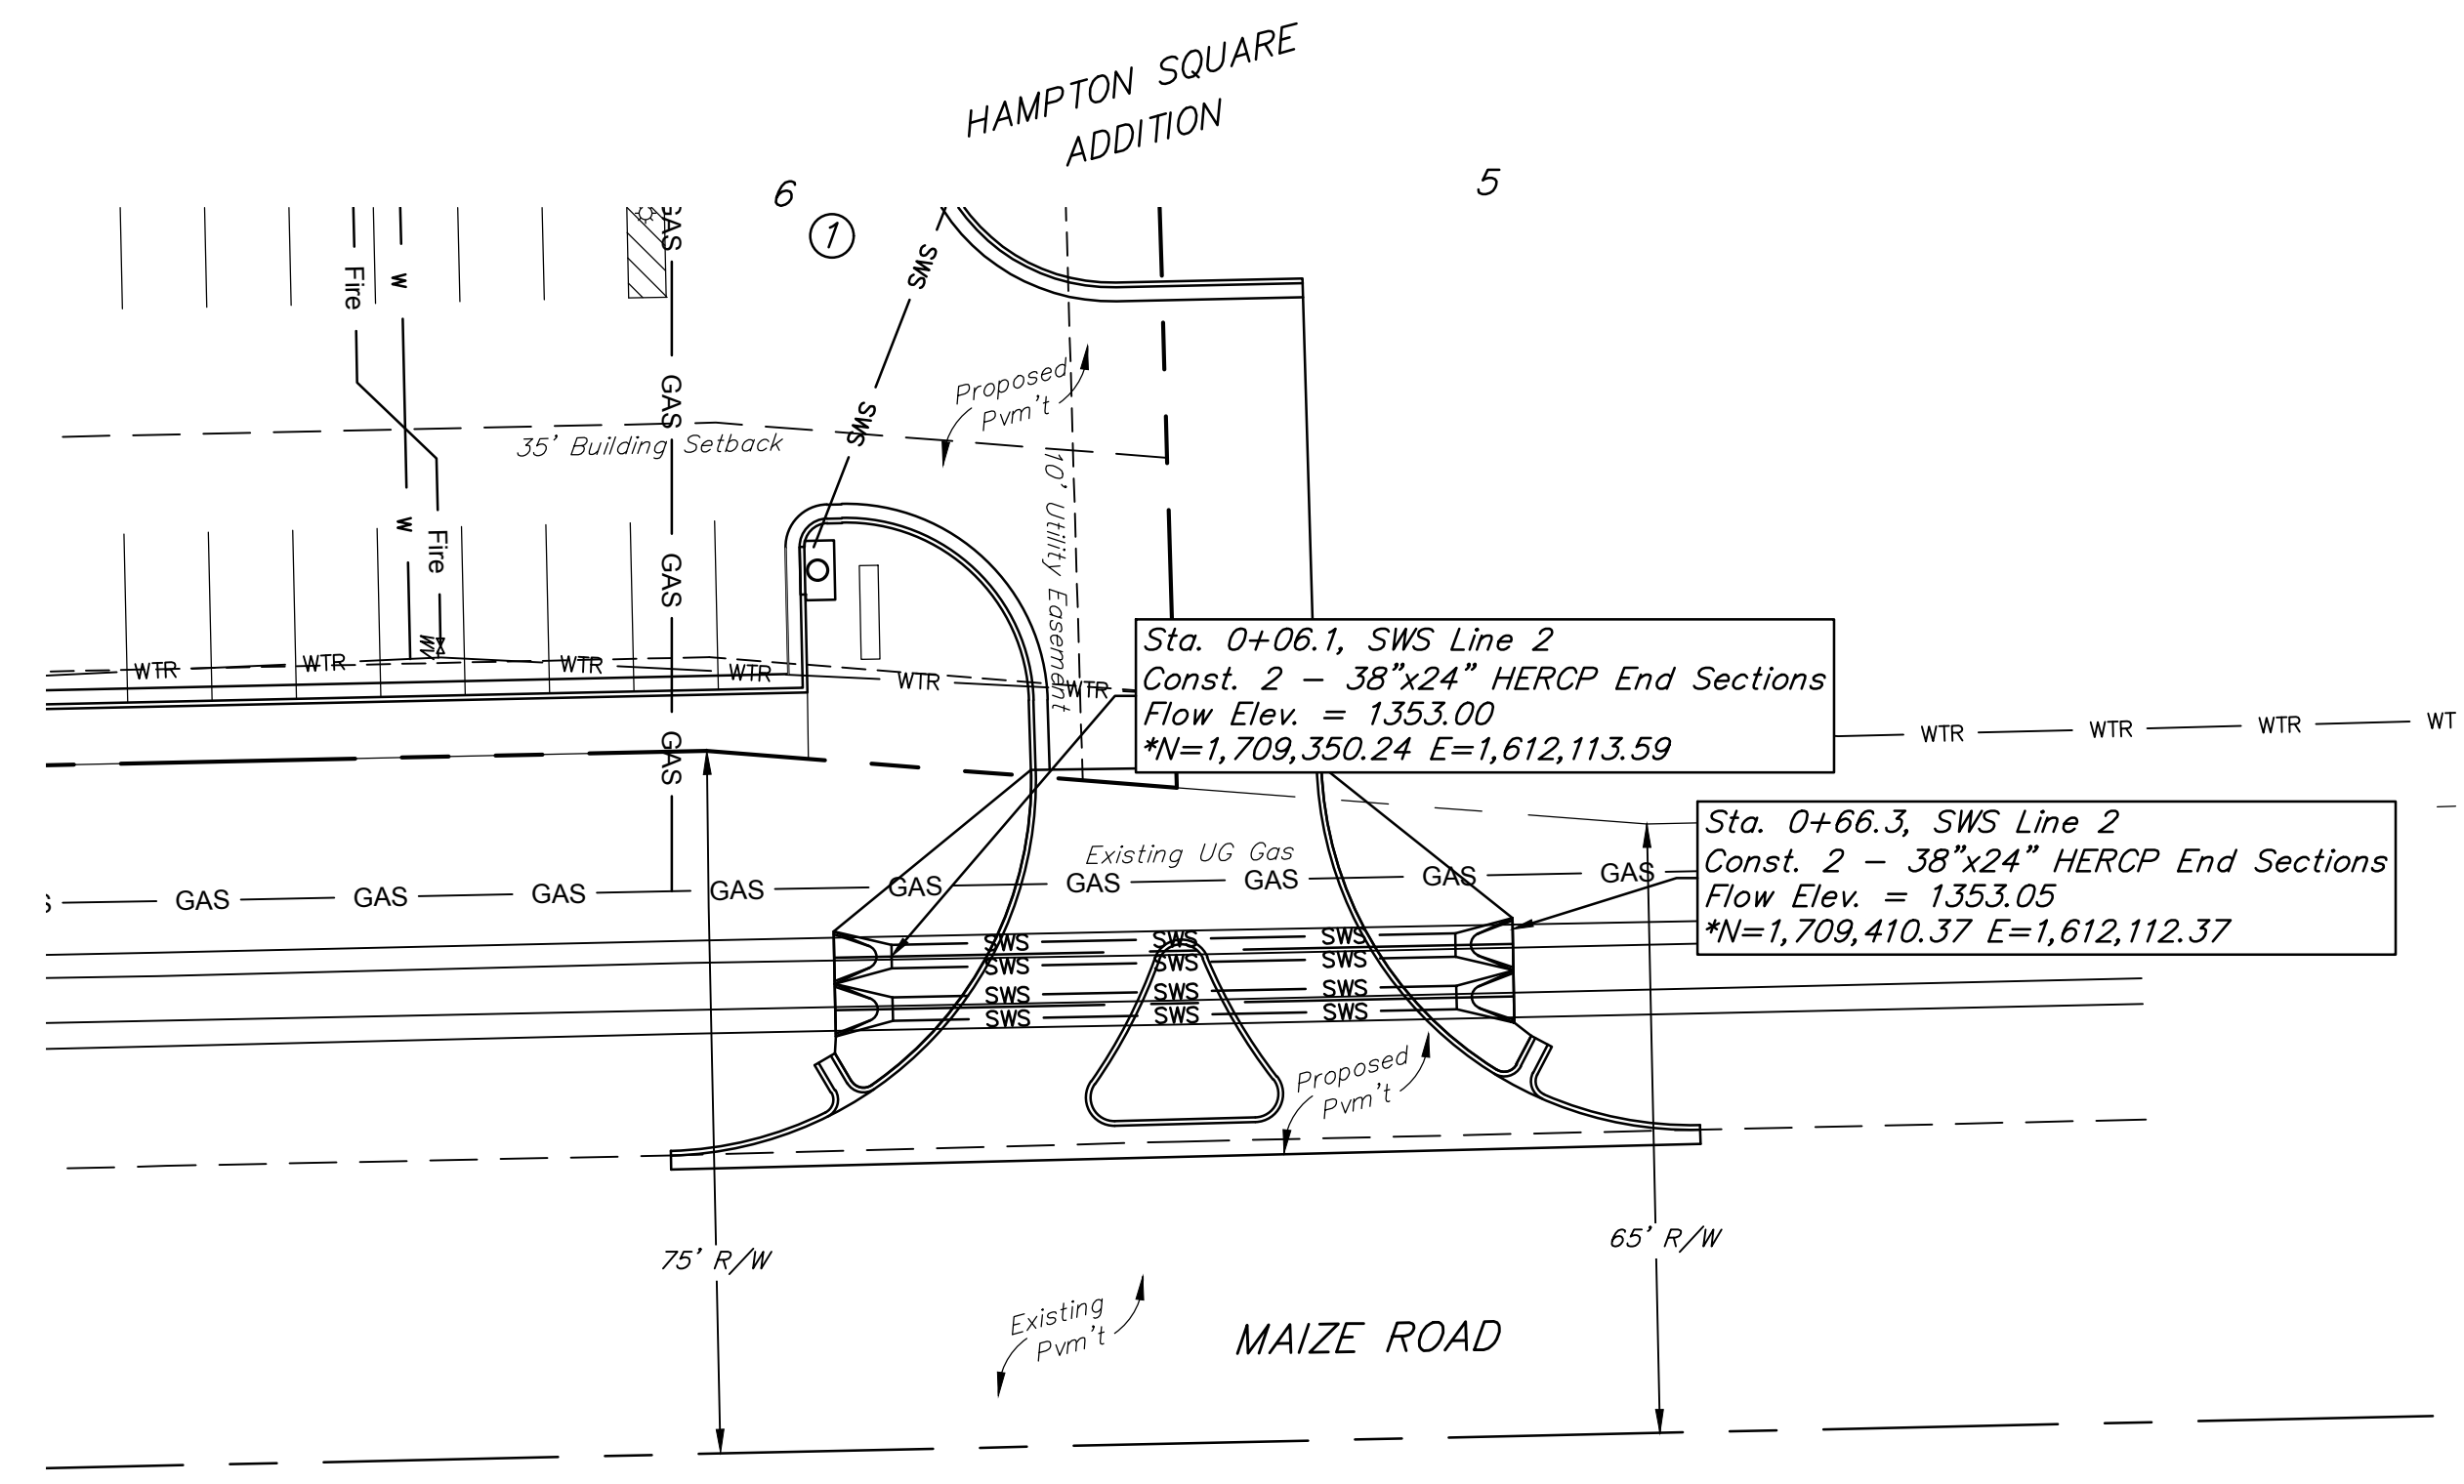 HAMPTON SQUARE
ADDITION
6
5
1
GAS
Fire
W
SWS
GAS
Proposed
Pvm't
SWS
35' Building Setback
10' Utility Easement
W
Fire
GAS
Sta. 0+06.1, SWS Line 2
Const. 2 - 38"x24" HERCP End Sections
Flow Elev. = 1353.00
*N=1,709,350.24 E=1,612,113.59
WTR WTR WTR WTR WTR WTR
WTR WTR WTR WT
GAS
Sta. 0+66.3, SWS Line 2
Const. 2 - 38"x24" HERCP End Sections
Flow Elev. = 1353.05
*N=1,709,410.37 E=1,612,112.37
Existing UG Gas
GAS GAS GAS GAS GAS GAS GAS GAS GAS
SWS SWS SWS
SWS SWS SWS
SWS SWS SWS
SWS SWS SWS
Proposed
Pvm't
75' R/W
65' R/W
Existing
Pvm't
MAIZE ROAD